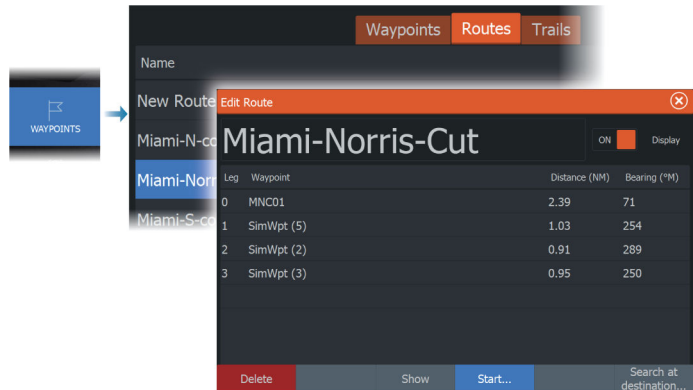 Waypoints Routes Trails
Name
WAYPOINTS
New Route
Miami-N-co
Miami-Norr
Miami-S-co
Edit Route
Miami-Norris-Cut
ON Display
Leg Waypoint Distance (NM) Bearing (°M)
0 MNC01 2.39 71
1 SimWpt (5) 1.03 254
2 SimWpt (2) 0.91 289
3 SimWpt (3) 0.95 250
Delete Show Start... Search at
destination...